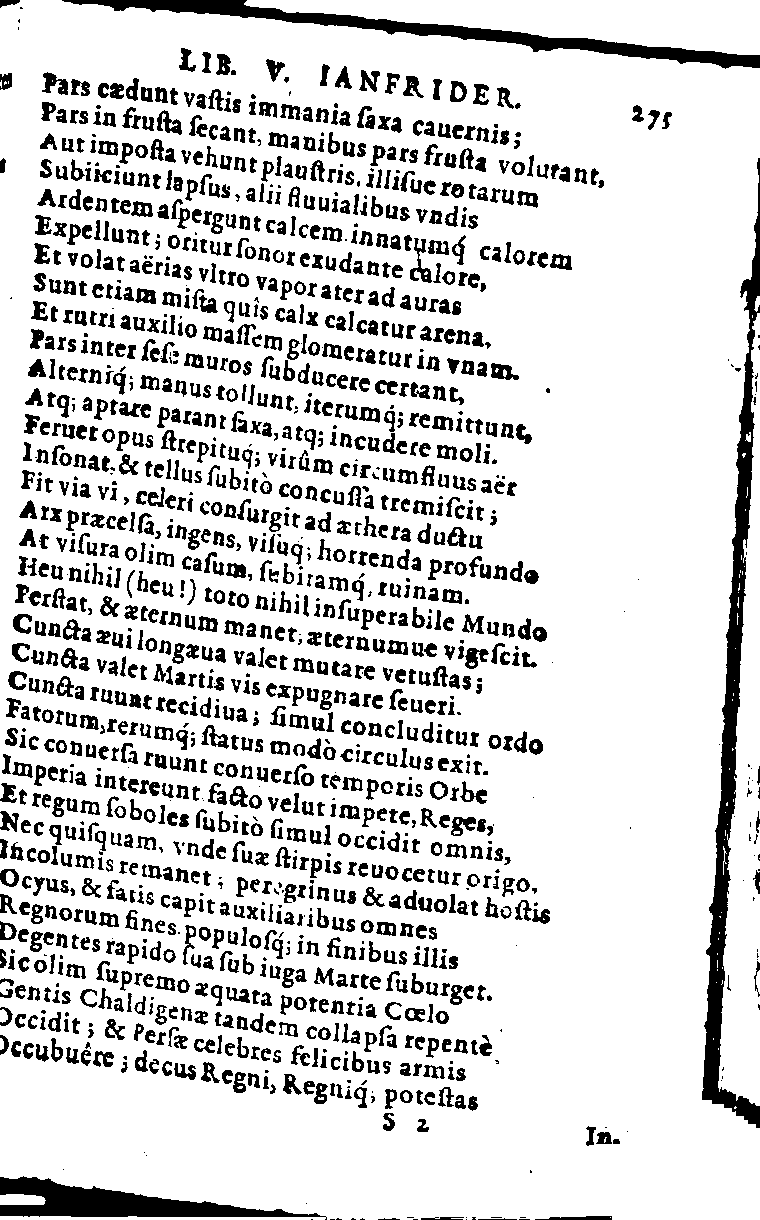 LIB. V. IANFRIDER. 275
Pars cædunt vaſtis immania ſaxa cauernis;
Pars in fruſta ſecant, manibus pars fruſta volutant,
Aut impoſta vehunt plauſtris, illiſue rotarum
Subiiciunt lapſus, alii fluuialibus vndis
Ardentem aſpergunt calcem. innatumq́ calorem
Expellunt; oritur ſonor exudante calore,
Et volat aërias vltro vapor ater ad auras
Sunt etiam miſta quîs calx calcatur arena,
Et rutri auxilio maſſem glomeratur in vnam.
Pars inter ſeſe muros ſubducere certant,
Alterniq́; manus tollunt, iterumq́; remittunt,
Atq; aptare parant ſaxa, atq; incudere moli.
Feruet opus ſtrepituq́; virûm circumfluus aër
Inſonat, & tellus ſubitò concuſſa tremiſcit;
Fit via vi, celeri conſurgit ad æthera ductu
Arx præcelſa, ingens, viſuq́; horrenda profundo
At viſura olim caſum, ſubitamq́, ruinam.
Heu nihil (heu!) toto nihil inſuperabile Mundo
Perſtat, & æternum manet, æternumue vigeſcit.
Cuncta æui longæua valet mutare vetuſtas;
Cuncta valet Martis vis expugnare ſeueri.
Cuncta ruunt recidiua; ſimul concluditur ordo
Fatorum, rerumq́; ſtatus modò circulus exit.
Sic conuerſa ruunt conuerſo temporis Orbe
Imperia intereunt facto velut impete, Reges,
Et regum ſoboles ſubitò ſimul occidit omnis,
Nec quiſquam, vnde ſuæ ſtirpis reuocetur origo,
Incolumis remanet; peregrinus & aduolat hoſtis
Ocyus, & fatis capit auxiliaribus omnes
Regnorum fines. populoſq́; in finibus illis
Degentes rapido ſua ſub iuga Marte ſuburget.
Sic olim ſupremo æquata potentia Cœlo
Gentis Chaldigenæ tandem collapſa repentè
Occidit; & Perſæ celebres felicibus armis
Occubuêre; decus Regni, Regniq́; poteſtas
S 2
In.